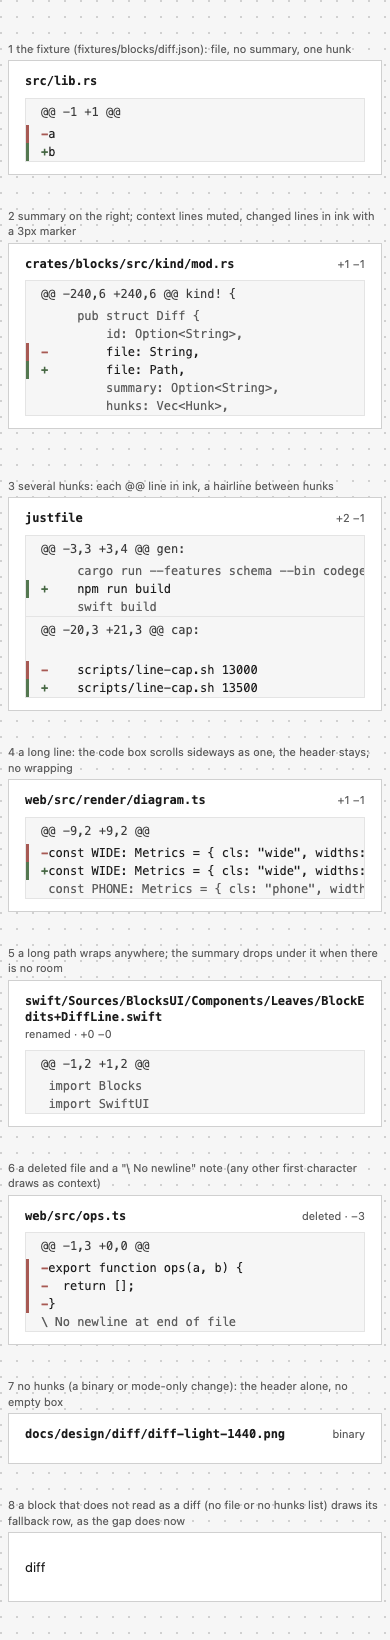 1 the fixture (fixtures/blocks/diff.json): file, no summary, one hunk
src/lib.rs
@@ −1 +1 @@
−a
+b
2 summary on the right; context lines muted, changed lines in ink with
a 3px marker
crates/blocks/src/kind/mod.rs +1 −1
@@ −240,6 +240,6 @@ kind! {
pub struct Diff {
id: Option<String>,
− file: String,
+ file: Path,
summary: Option<String>,
hunks: Vec<Hunk>,
3 several hunks: each @@ line in ink, a hairline between hunks
justfile +2 −1
@@ −3,3 +3,4 @@ gen:
cargo run --features schema --bin codege
+ npm run build
swift build
@@ −20,3 +21,3 @@ cap:
− scripts/line-cap.sh 13000
+ scripts/line-cap.sh 13500
4 a long line: the code box scrolls sideways as one, the header stays;
no wrapping
web/src/render/diagram.ts +1 −1
@@ −9,2 +9,2 @@
−const WIDE: Metrics = { cls: "wide", widths:
+const WIDE: Metrics = { cls: "wide", widths:
const PHONE: Metrics = { cls: "phone", width
5 a long path wraps anywhere; the summary drops under it when there
is no room
swift/Sources/BlocksUI/Components/Leaves/BlockE
dits+DiffLine.swift
renamed · +0 −0
@@ −1,2 +1,2 @@
import Blocks
import SwiftUI
6 a deleted file and a "\ No newline" note (any other first character
draws as context)
web/src/ops.ts deleted · −3
@@ −1,3 +0,0 @@
−export function ops(a, b) {
− return [];
−}
\ No newline at end of file
7 no hunks (a binary or mode-only change): the header alone, no
empty box
docs/design/diff/diff-light-1440.png binary
8 a block that does not read as a diff (no file or no hunks list) draws its
fallback row, as the gap does now
diff